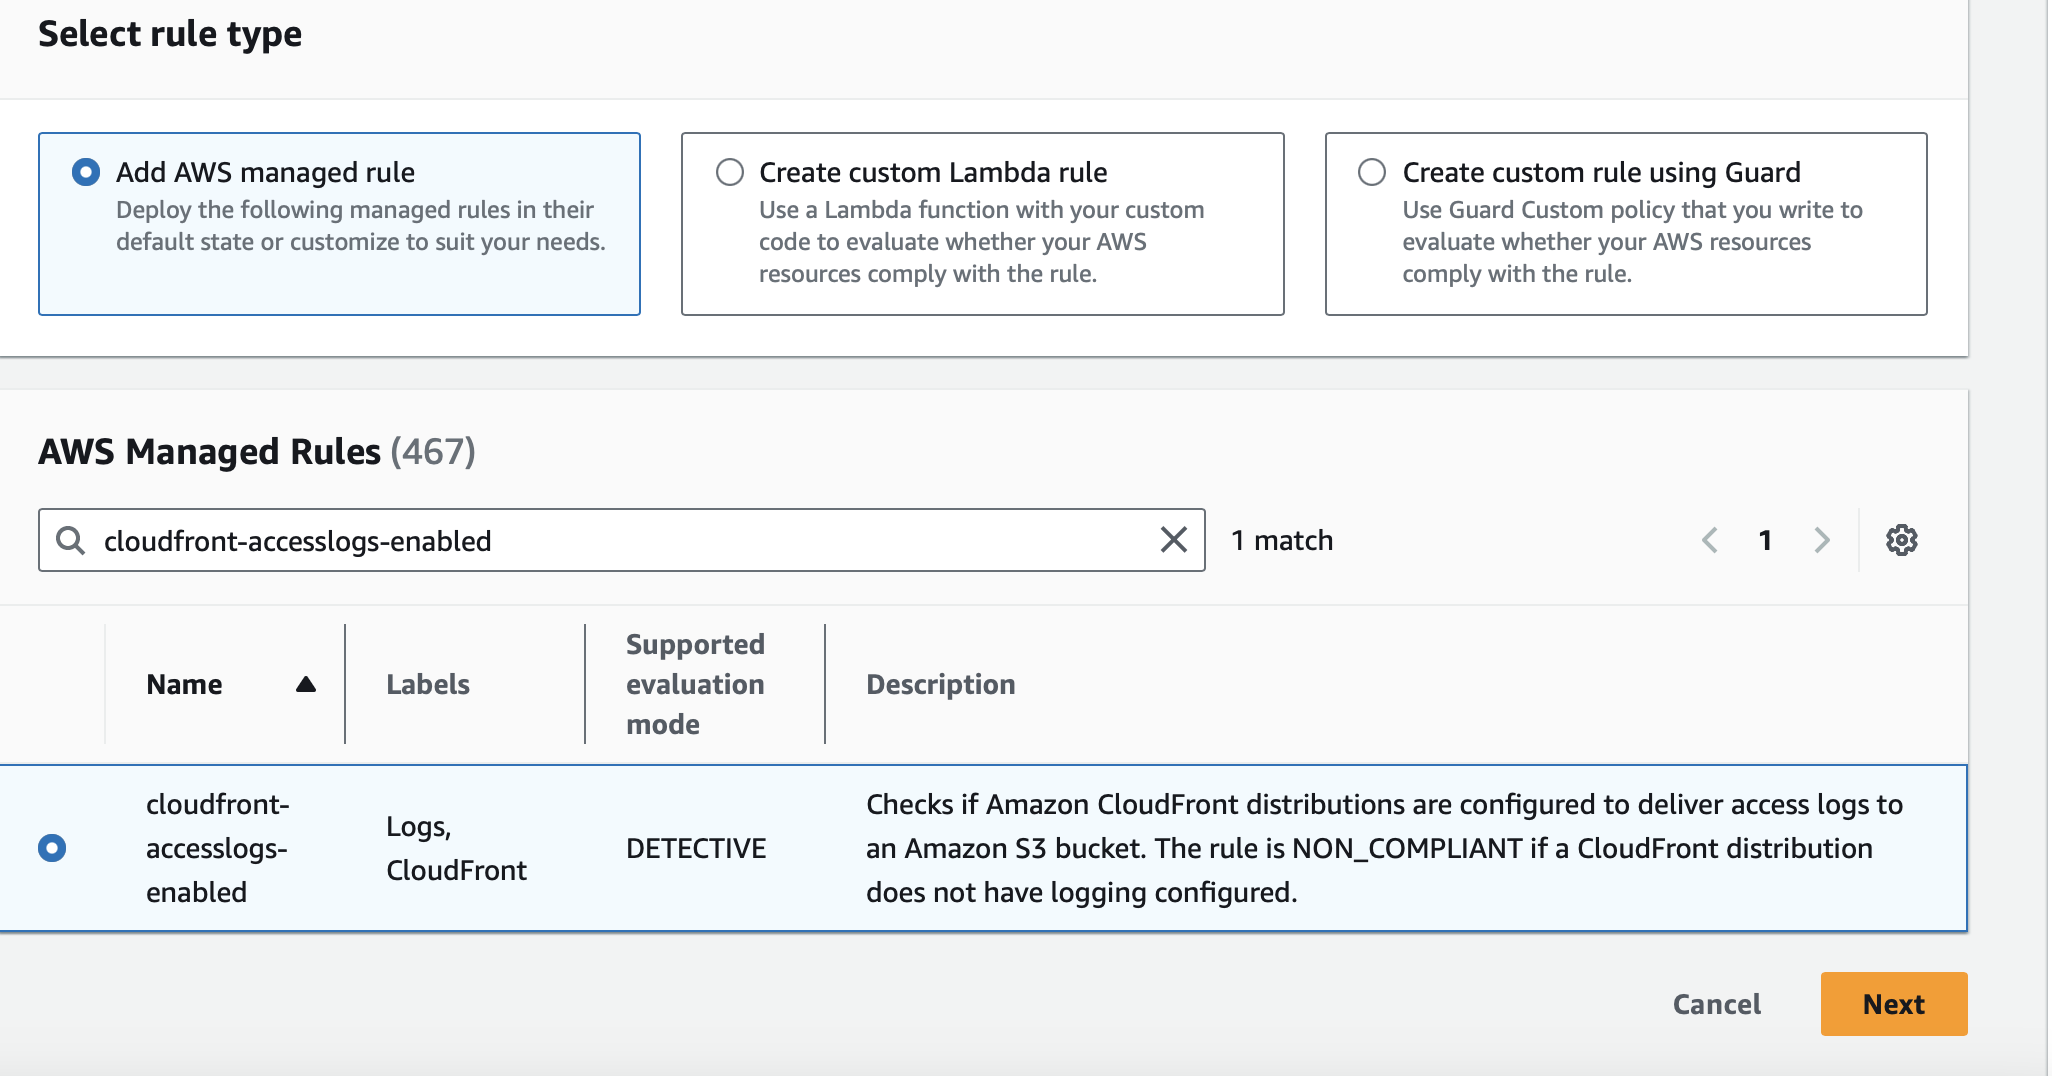 Select rule type
Add AWS managed rule
Deploy the following managed rules in their
default state or customize to suit your needs.
Create custom Lambda rule
Use a Lambda function with your custom
code to evaluate whether your AWS
resources comply with the rule.
Create custom rule using Guard
Use Guard Custom policy that you write to
evaluate whether your AWS resources
comply with the rule.
AWS Managed Rules (467)
cloudfront-accesslogs-enabled
1 match
1
Name
Labels
Supported
evaluation
mode
Description
cloudfront-
accesslogs-
enabled
Logs,
CloudFront
DETECTIVE
Checks if Amazon CloudFront distributions are configured to deliver access logs to
an Amazon S3 bucket. The rule is NON_COMPLIANT if a CloudFront distribution
does not have logging configured.
Cancel
Next